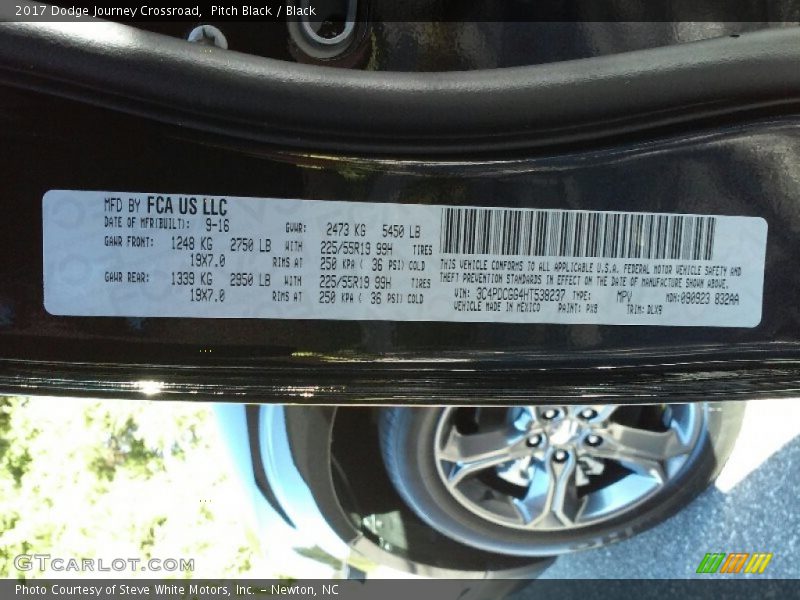 2017 Dodge Journey Crossroad,  Pitch Black / Black
MFD BY FCA US LLC
DATE OF MFR(BUILT): 9-16 GVWR: 2473 KG 5450 LB
GAWR FRONT: 1248 KG 2750 LB WITH 225/55R19 99H TIRES
19X7.0 RIMS AT 250 KPA ( 36 PSI) COLD
GAWR REAR: 1339 KG 2950 LB WITH 225/55R19 99H TIRES
19X7.0 RIMS AT 250 KPA ( 36 PSI) COLD
THIS VEHICLE CONFORMS TO ALL APPLICABLE U.S.A. FEDERAL MOTOR VEHICLE SAFETY AND
THEFT PREVENTION STANDARDS IN EFFECT ON THE DATE OF MANUFACTURE SHOWN ABOVE.
VIN: 3C4PDCGG4HT538237 TYPE: MPV MDH: 090923 832AA
VEHICLE MADE IN MEXICO PAINT: PX8 TRIM: DLX9
GTCARLOT.COM
Photo Courtesy of Steve White Motors, Inc. – Newton, NC